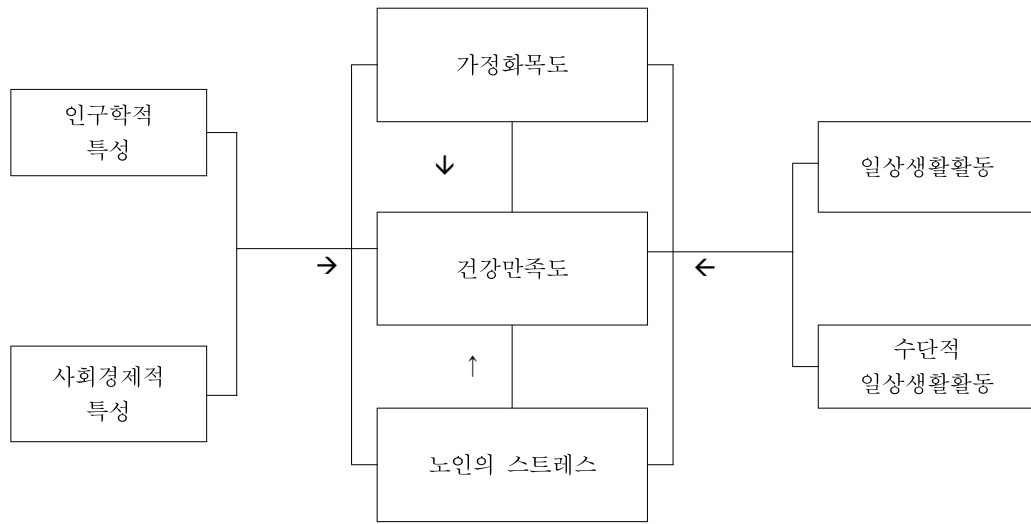 가정화목도
인구학적
특성
일상생활활동
건강만족도
사회경제적
특성
수단적
일상생활활동
노인의 스트레스